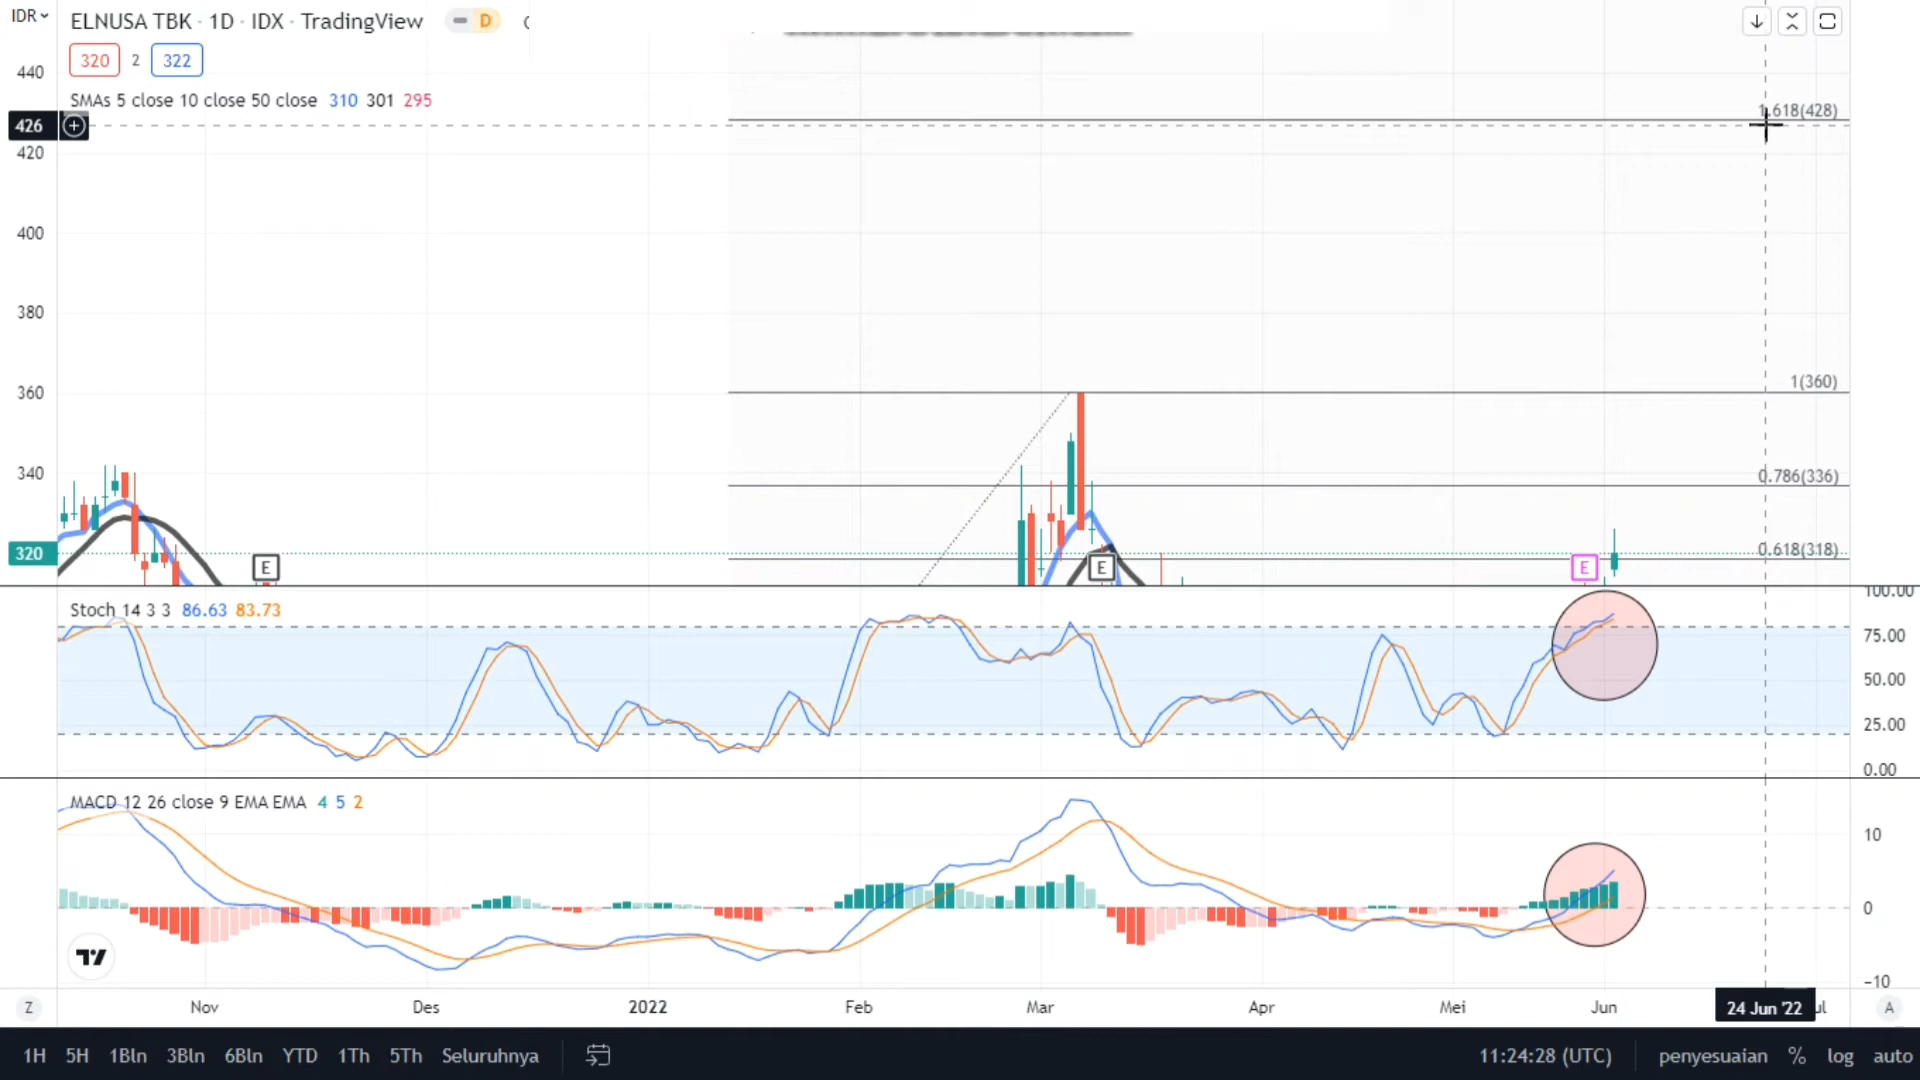 IDR
ELNUSA TBK · 1D · IDX · TradingView
D
320 2 322
SMAs 5 close 10 close 50 close 310 301 295
440
426
420
400
380
360
340
320
1.618(428)
1(360)
0.786(336)
0.618(318)
E
E
E
Stoch 14 3 3 86.63 83.73
100.00
75.00
50.00
25.00
0.00
MACD 12 26 close 9 EMA EMA 4 5 2
10
0
−10
Z
Nov
Des
2022
Feb
Mar
Apr
Mei
Jun
24 Jun '22
ul
A
1H 5H 1Bln 3Bln 6Bln YTD 1Th 5Th Seluruhnya
11:24:28 (UTC) penyesuaian % log auto